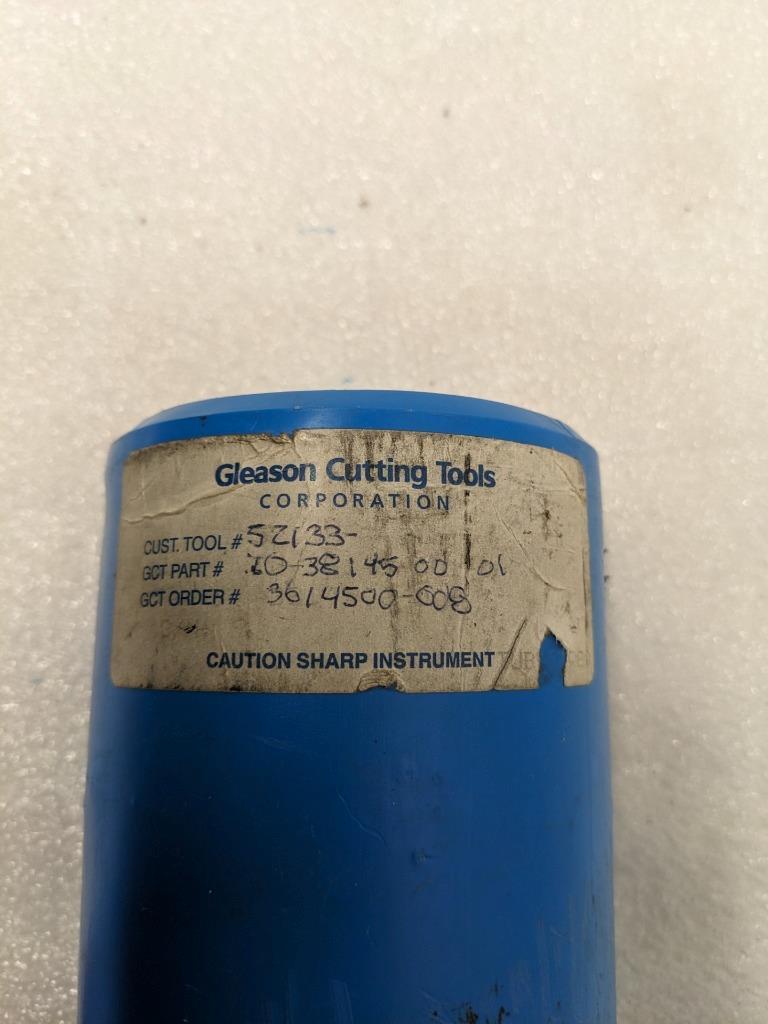 Gleason Cutting Tools
CORPORATION
CUST. TOOL # 52133-
GCT PART # 10-38145 00 01
GCT ORDER # 3614500-008
CAUTION SHARP INSTRUMENT